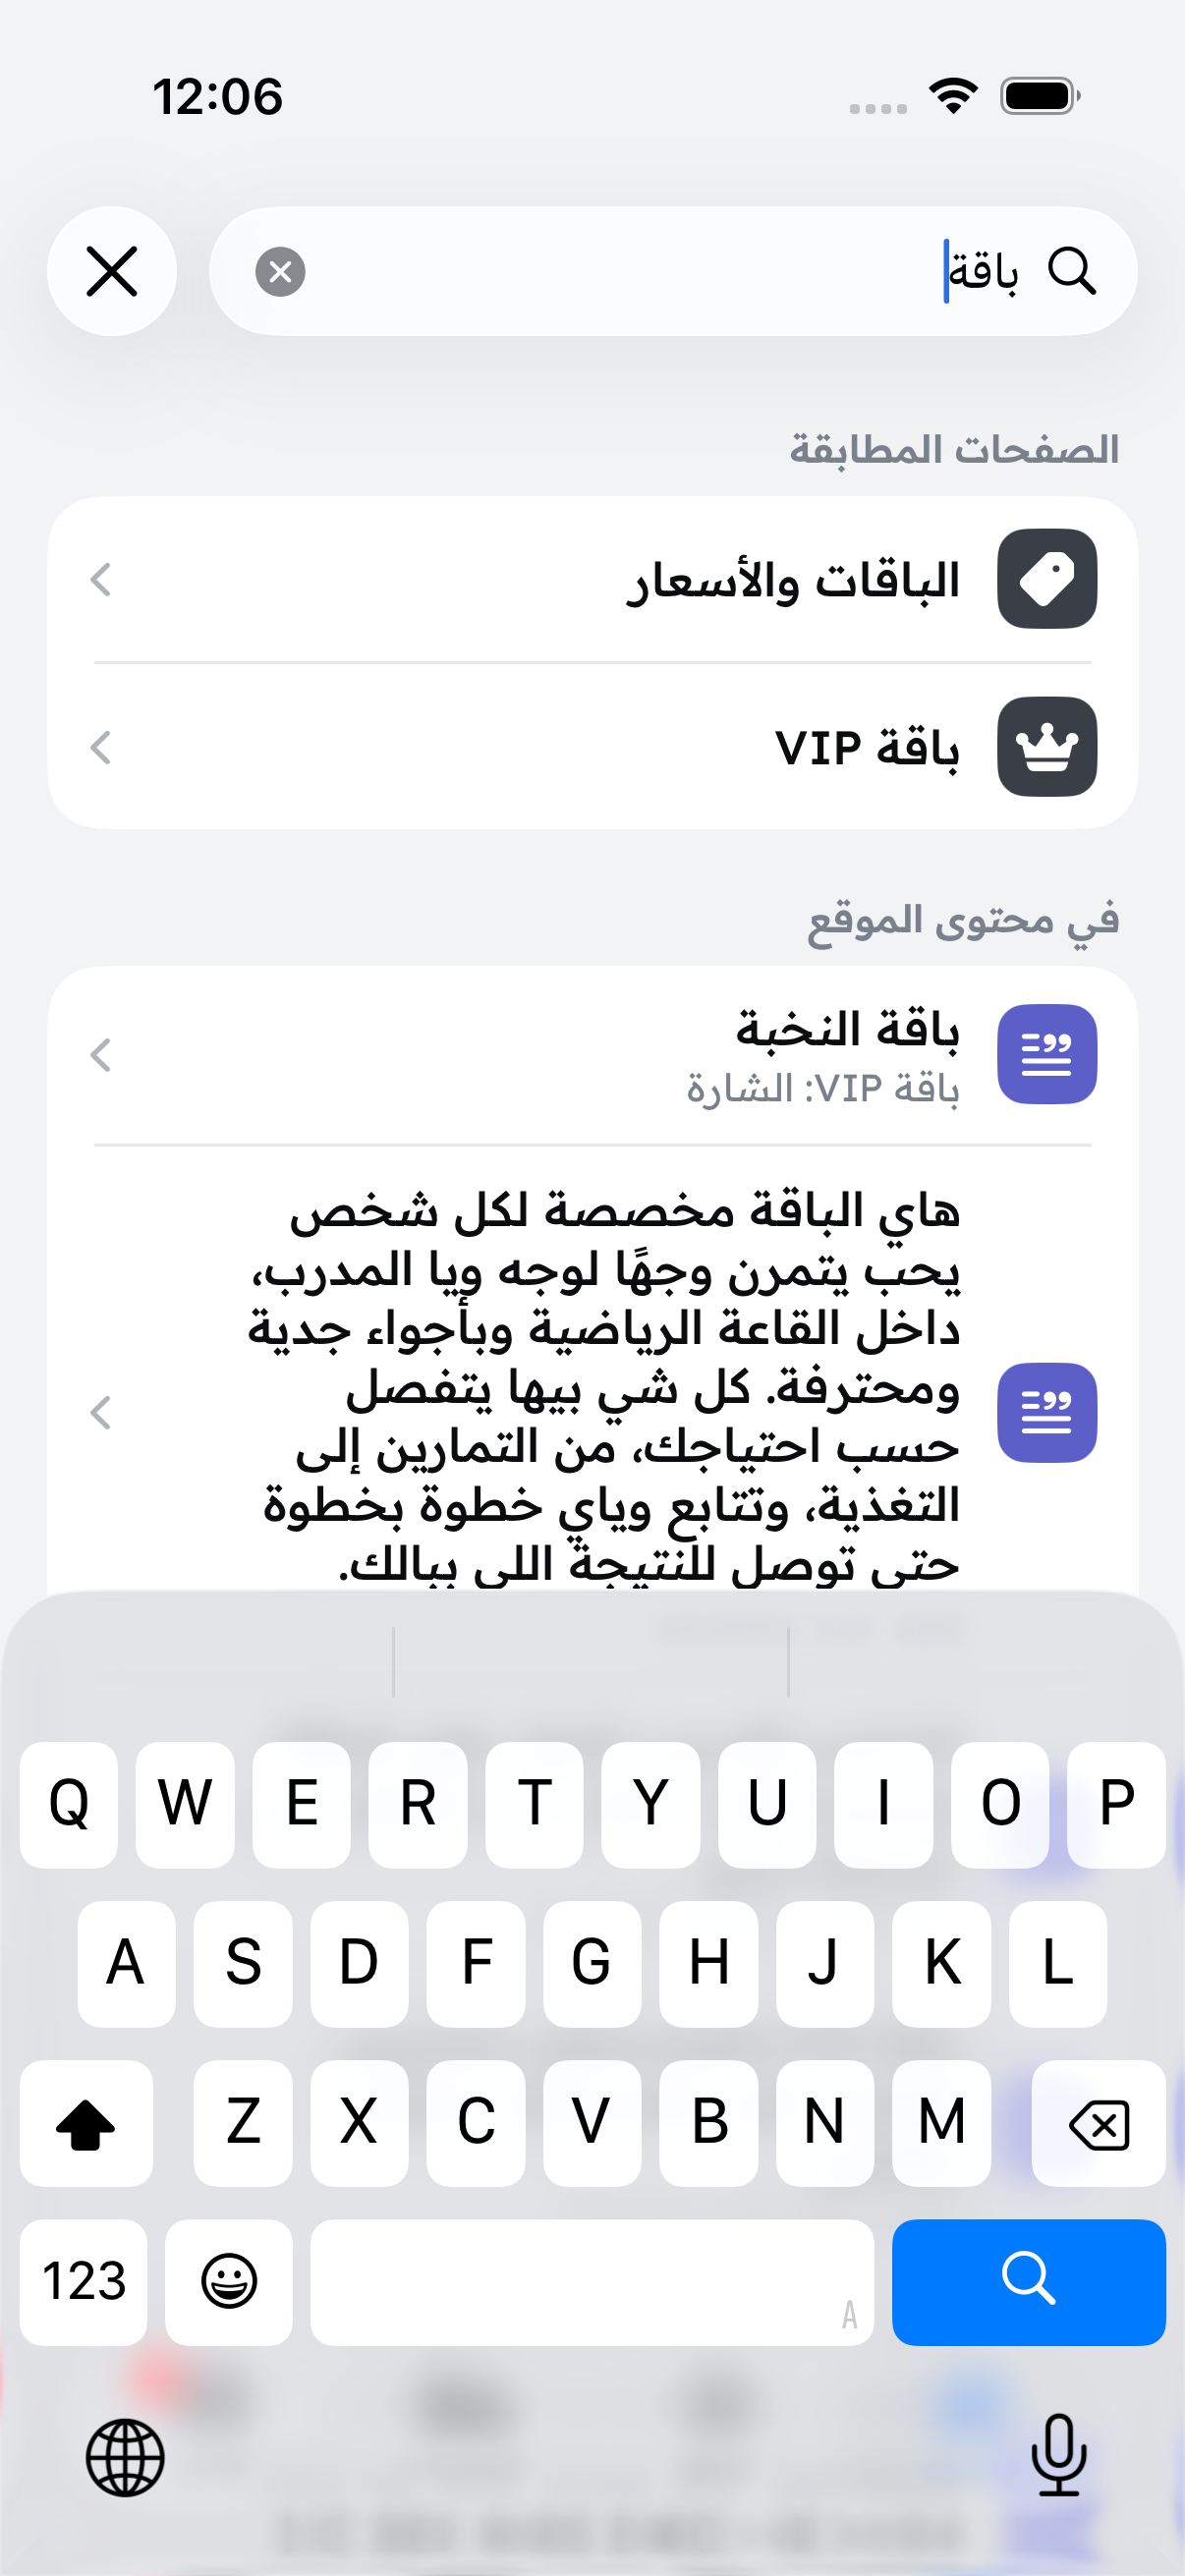 12:06
باقة
الصفحات المطابقة
الباقات والأسعار
باقة VIP
في محتوى الموقع
باقة النخبة
باقة VIP: الشارة
هاي الباقة مخصصة لكل شخص
يحب يتمرن وجهًا لوجه ويا المدرب،
داخل القاعة الرياضية وبأجواء جدية
ومحترفة. كل شي بيها يتفصل
حسب احتياجك، من التمارين إلى
التغذية، وتتابع وياي خطوة بخطوة
حتى توصل للنتيجة اللي ببالك.
Q W E R T Y U I O P
A S D F G H J K L
Z X C V B N M
123
A